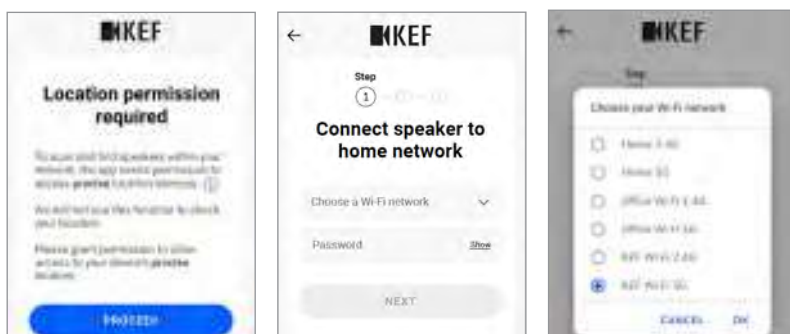 KEF
Location permission
required
To scan and find speakers within your
network, the app needs permission to
access precise location services.
We will not use this function to check
your location.
Please grant permission to allow
access to your device's precise
location.
PROCEED
KEF
Step
1
Connect speaker to
home network
Choose a Wi-Fi network
Password
Show
NEXT
KEF
Step
Choose your Wi-Fi network
Home 2.4G
Home 5G
Office Wi-Fi 2.4G
Office Wi-Fi 5G
KEF Wi-Fi 2.4G
KEF Wi-Fi 5G
CANCEL
OK